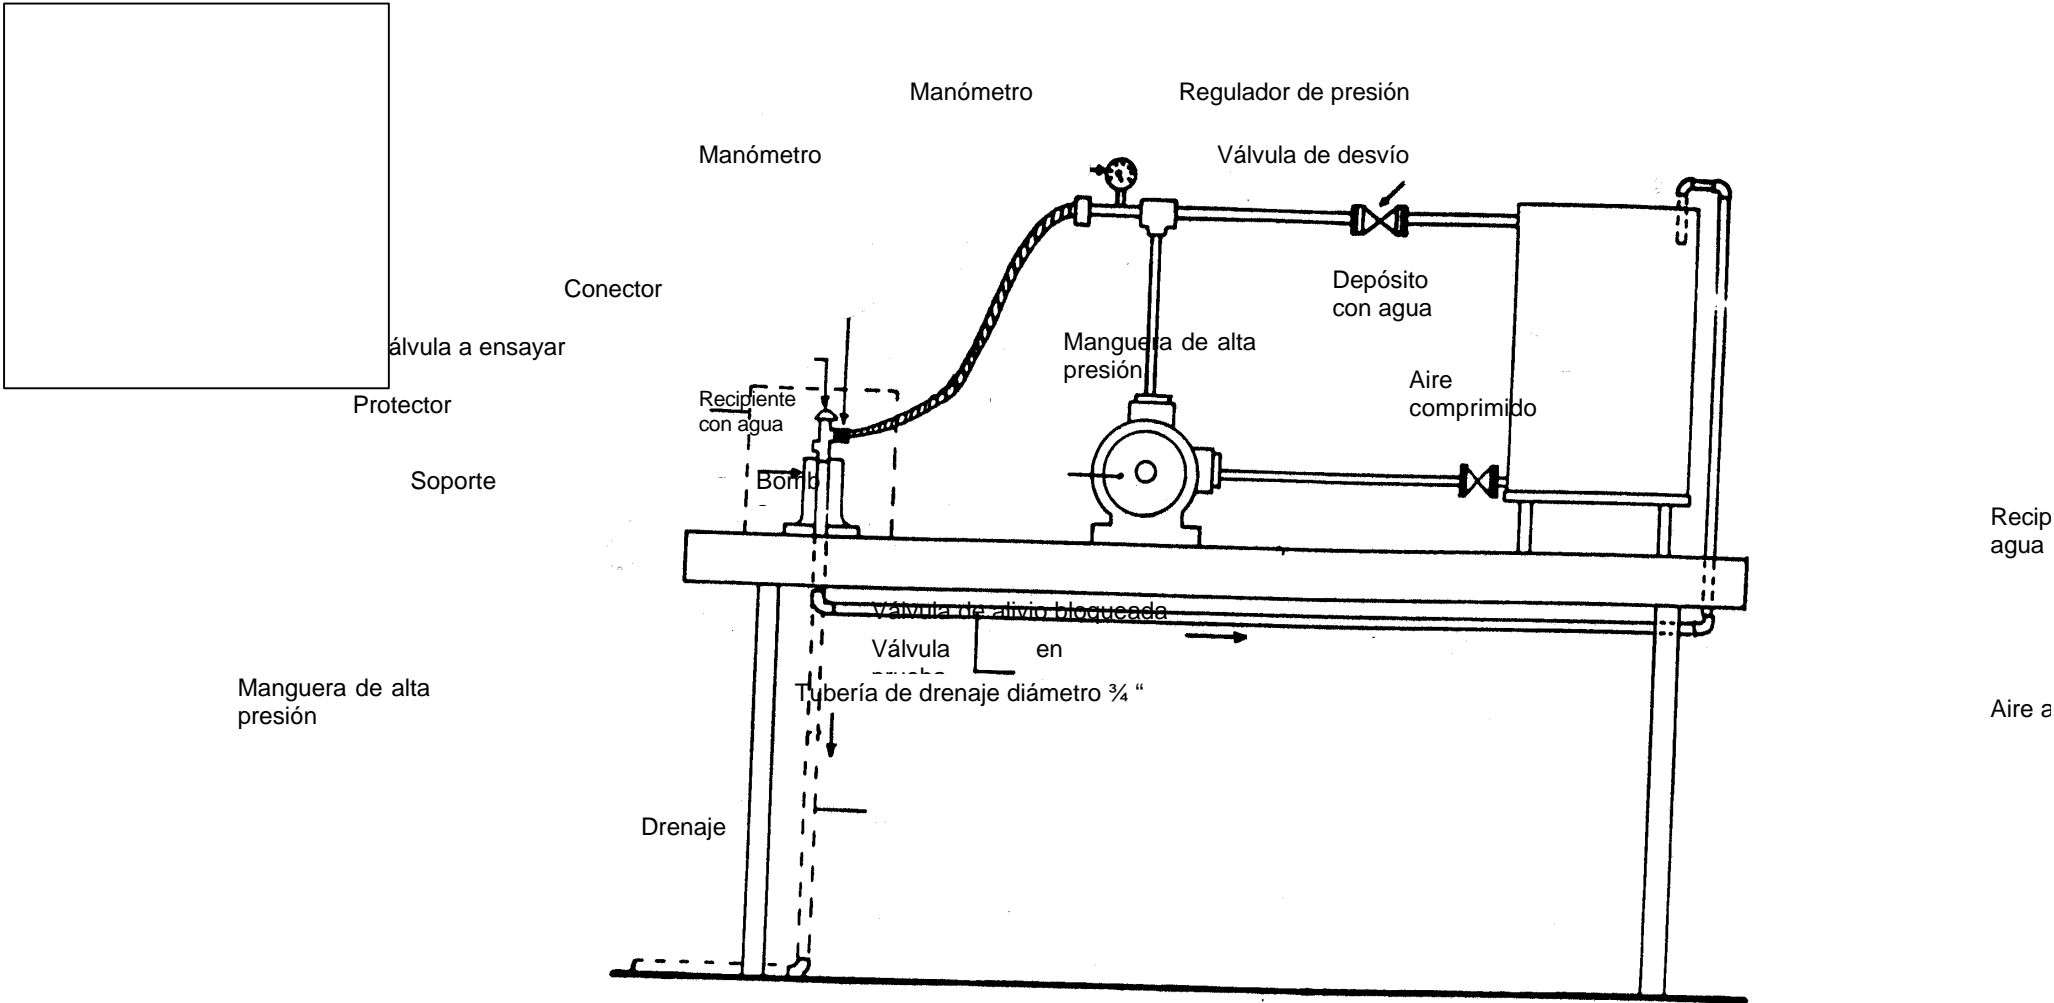 Manómetro Regulador de presión
Manómetro Válvula de desvío
Conector
Depósito
con agua
álvula a ensayar
Manguera de alta
presión
Aire
comprimido
Protector
Recipiente
con agua
Soporte
Bomb
Recip
agua
Válvula de alivio bloqueada
Válvula en
prueba
Manguera de alta
presión
Tubería de drenaje diámetro ¾ “
Aire a
Drenaje